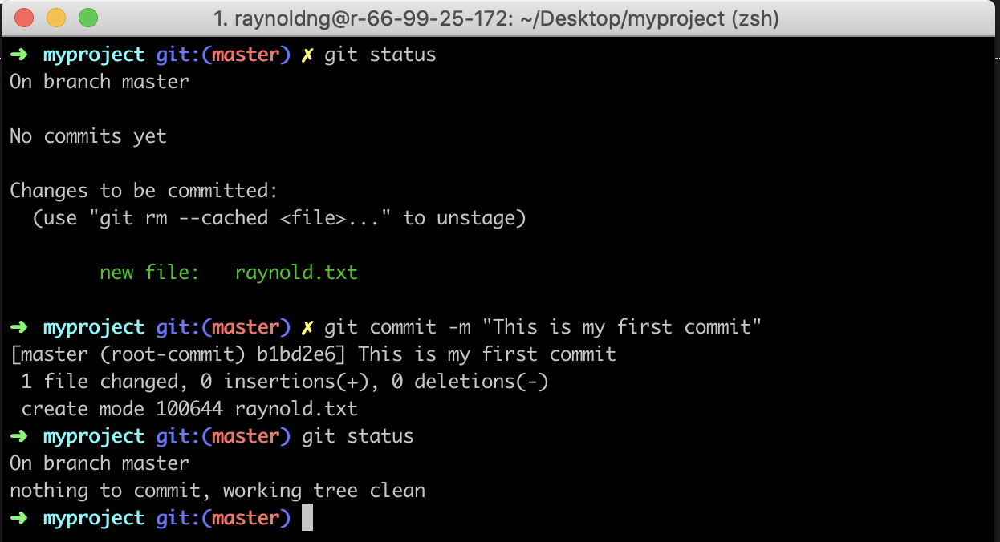 1. raynoldng@r-66-99-25-172: ~/Desktop/myproject (zsh)
➜  myproject git:(master) ✗ git status
On branch master

No commits yet

Changes to be committed:
  (use "git rm --cached <file>..." to unstage)

        new file:   raynold.txt

➜  myproject git:(master) ✗ git commit -m "This is my first commit"
[master (root-commit) b1bd2e6] This is my first commit
 1 file changed, 0 insertions(+), 0 deletions(-)
 create mode 100644 raynold.txt
➜  myproject git:(master) git status
On branch master
nothing to commit, working tree clean
➜  myproject git:(master)